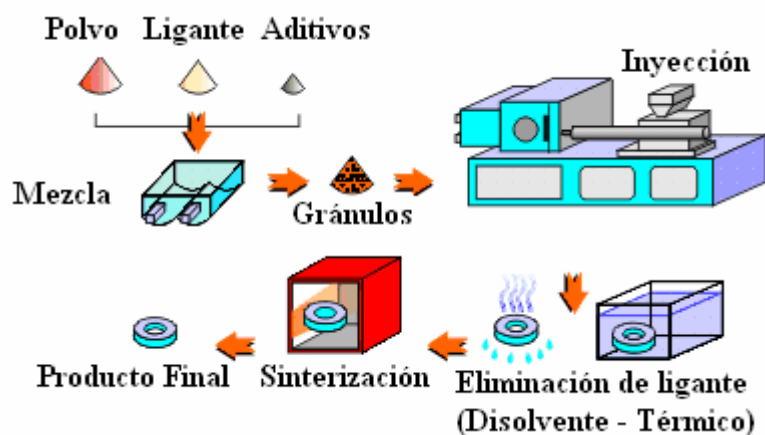 Polvo Ligante Aditivos
Inyección
Mezcla
Gránulos
Producto Final
Sinterización
Eliminación de ligante
(Disolvente - Térmico)